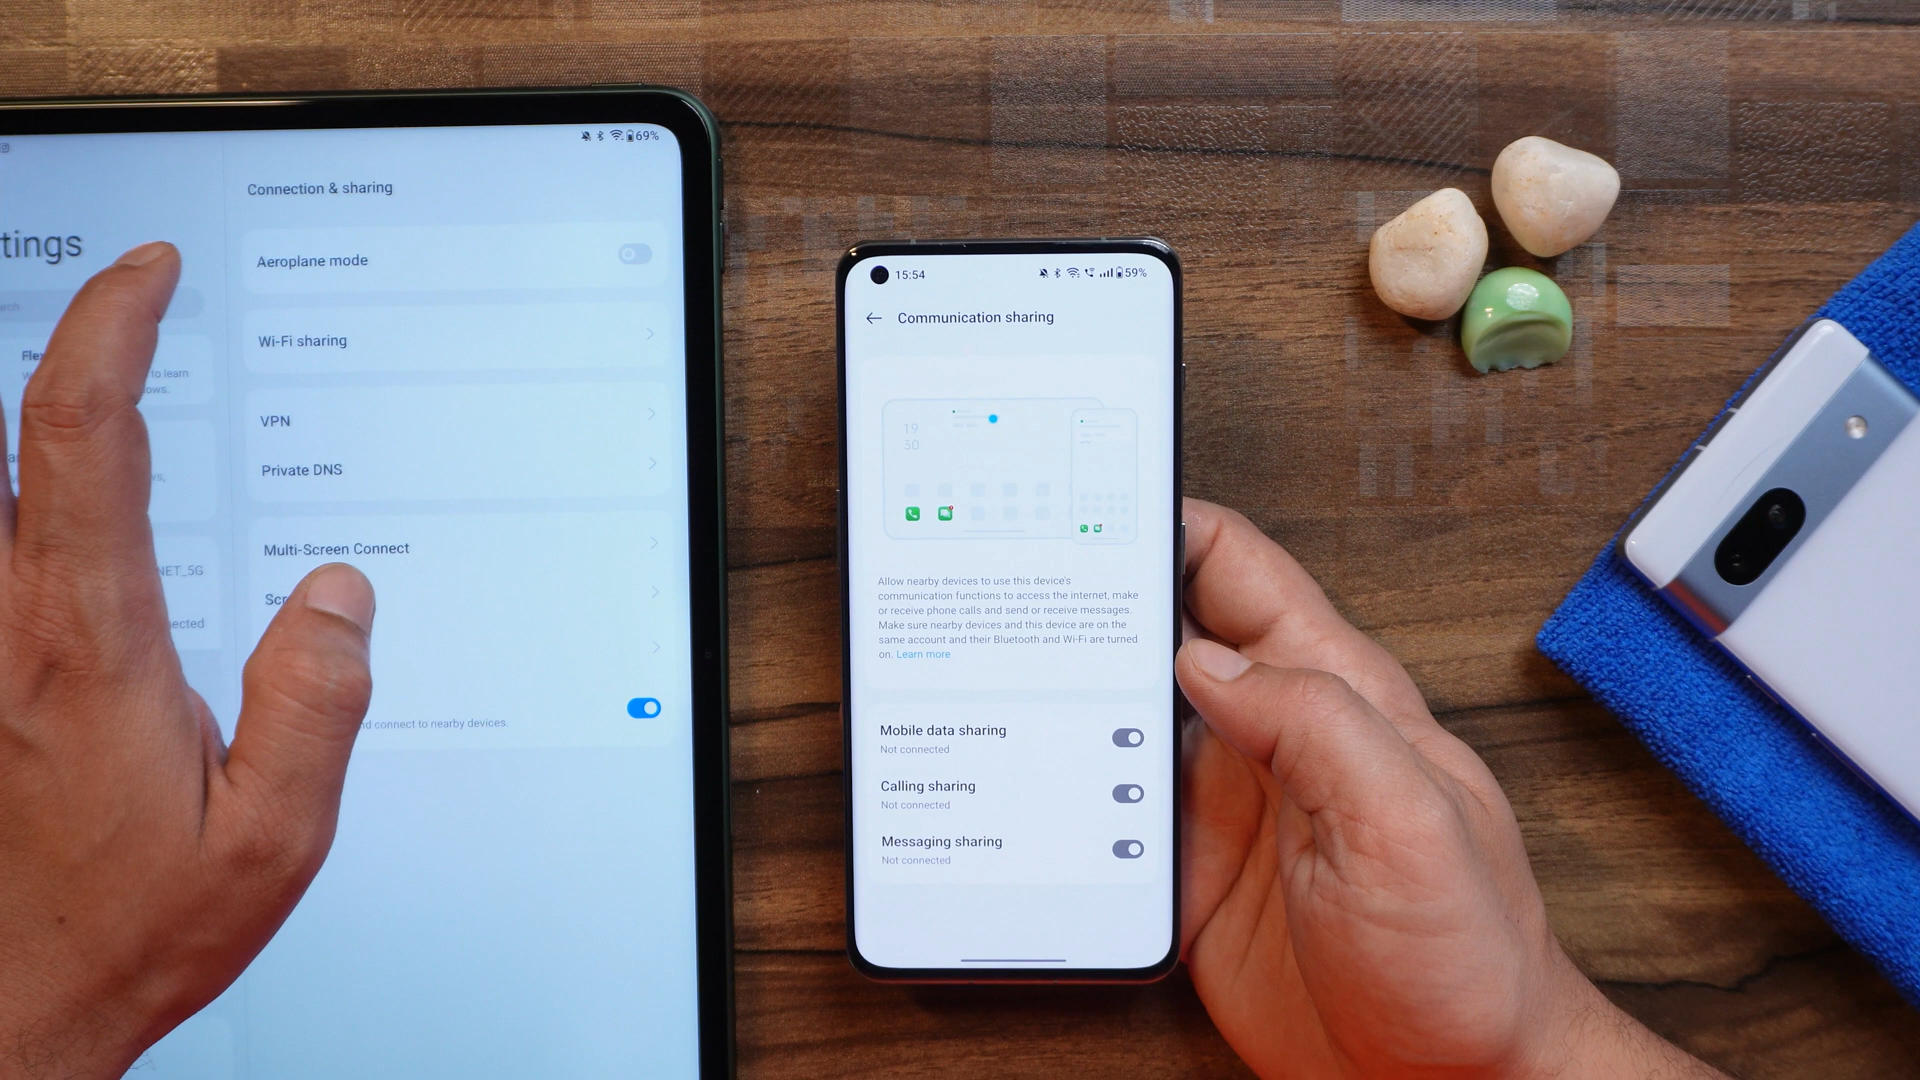 69%
Connection & sharing
tings
Aeroplane mode
Wi-Fi sharing
to learn
VPN
Private DNS
NET_5G
Multi-Screen Connect
nd connect to nearby devices.
15:54
59%
Communication sharing
19
30
Allow nearby devices to use this device's
communication functions to access the internet, make
or receive phone calls and send or receive messages.
Make sure nearby devices and this device are on the
same account and their Bluetooth and Wi-Fi are turned
on. Learn more
Mobile data sharing
Not connected
Calling sharing
Not connected
Messaging sharing
Not connected